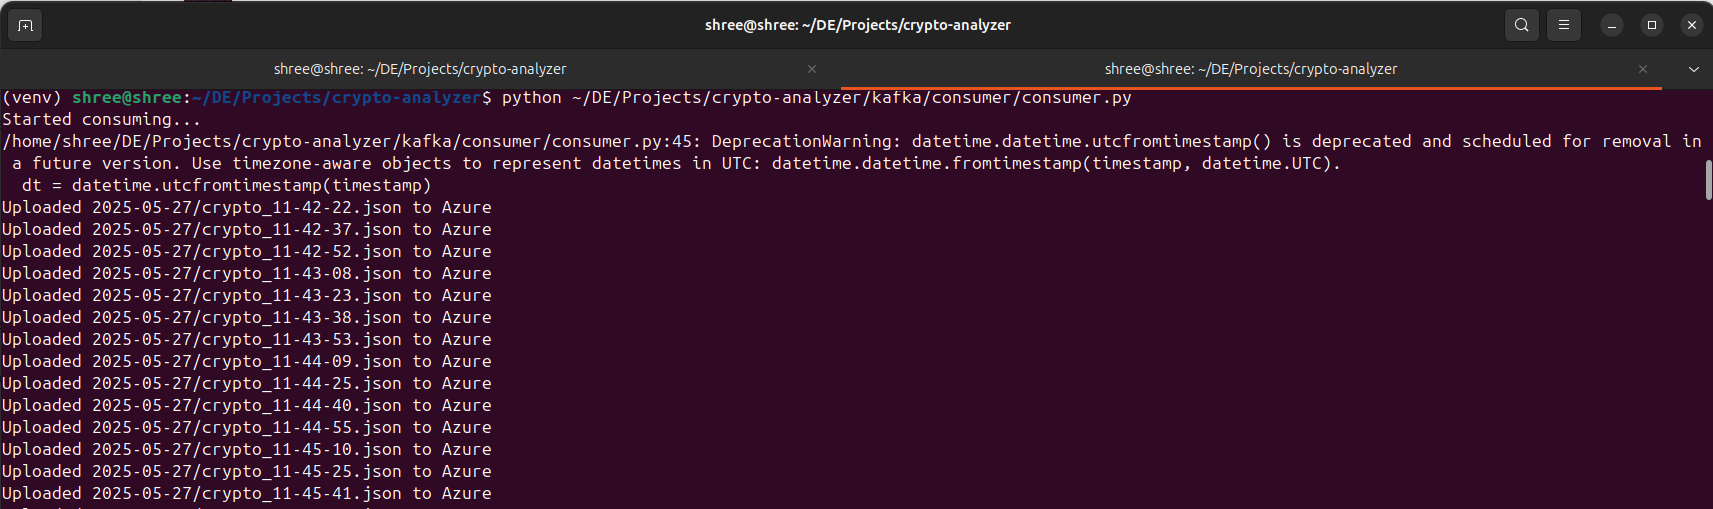 shree@shree: ~/DE/Projects/crypto-analyzer
shree@shree: ~/DE/Projects/crypto-analyzer
shree@shree: ~/DE/Projects/crypto-analyzer
(venv) shree@shree:~/DE/Projects/crypto-analyzer$ python ~/DE/Projects/crypto-analyzer/kafka/consumer/consumer.py
Started consuming...
/home/shree/DE/Projects/crypto-analyzer/kafka/consumer/consumer.py:45: DeprecationWarning: datetime.datetime.utcfromtimestamp() is deprecated and scheduled for removal in
 a future version. Use timezone-aware objects to represent datetimes in UTC: datetime.datetime.fromtimestamp(timestamp, datetime.UTC).
  dt = datetime.utcfromtimestamp(timestamp)
Uploaded 2025-05-27/crypto_11-42-22.json to Azure
Uploaded 2025-05-27/crypto_11-42-37.json to Azure
Uploaded 2025-05-27/crypto_11-42-52.json to Azure
Uploaded 2025-05-27/crypto_11-43-08.json to Azure
Uploaded 2025-05-27/crypto_11-43-23.json to Azure
Uploaded 2025-05-27/crypto_11-43-38.json to Azure
Uploaded 2025-05-27/crypto_11-43-53.json to Azure
Uploaded 2025-05-27/crypto_11-44-09.json to Azure
Uploaded 2025-05-27/crypto_11-44-25.json to Azure
Uploaded 2025-05-27/crypto_11-44-40.json to Azure
Uploaded 2025-05-27/crypto_11-44-55.json to Azure
Uploaded 2025-05-27/crypto_11-45-10.json to Azure
Uploaded 2025-05-27/crypto_11-45-25.json to Azure
Uploaded 2025-05-27/crypto_11-45-41.json to Azure